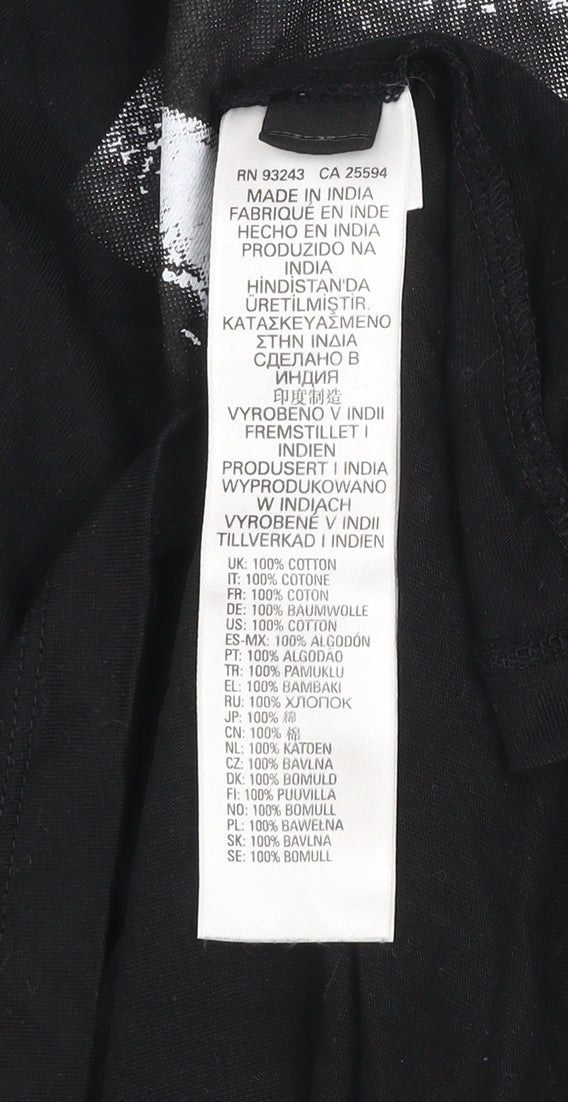 RN 93243 CA 25594
MADE IN INDIA
FABRIQUÉ EN INDE
HECHO EN INDIA
PRODUZIDO NA
INDIA
HİNDİSTAN'DA
ÜRETİLMİŞTİR.
ΚΑΤΑΣΚΕΥΑΣΜΕΝΟ
ΣΤΗΝ ΙΝΔΙΑ
СДЕЛАНО В
ИНДИЯ
印度制造
VYROBENO V INDII
FREMSTILLET I
INDIEN
PRODUSERT I INDIA
WYPRODUKOWANO
W INDIACH
VYROBENÉ V INDII
TILLVERKAD I INDIEN
UK: 100% COTTON
IT: 100% COTONE
FR: 100% COTON
DE: 100% BAUMWOLLE
US: 100% COTTON
ES-MX: 100% ALGODÓN
PT: 100% ALGODÃO
TR: 100% PAMUKLU
EL: 100% ΒΑΜΒΑΚΙ
RU: 100% ХЛОПОК
JP: 100% 綿
CN: 100% 棉
NL: 100% KATOEN
CZ: 100% BAVLNA
DK: 100% BOMULD
FI: 100% PUUVILLA
NO: 100% BOMULL
PL: 100% BAWEŁNA
SK: 100% BAVLNA
SE: 100% BOMULL